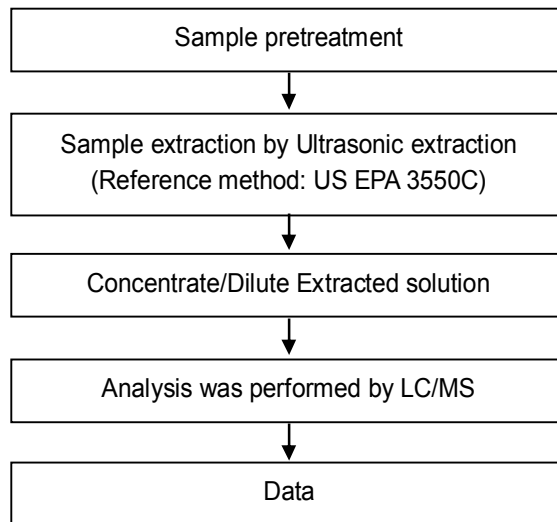 Sample pretreatment
Sample extraction by Ultrasonic extraction
(Reference method: US EPA 3550C)
Concentrate/Dilute Extracted solution
Analysis was performed by LC/MS
Data